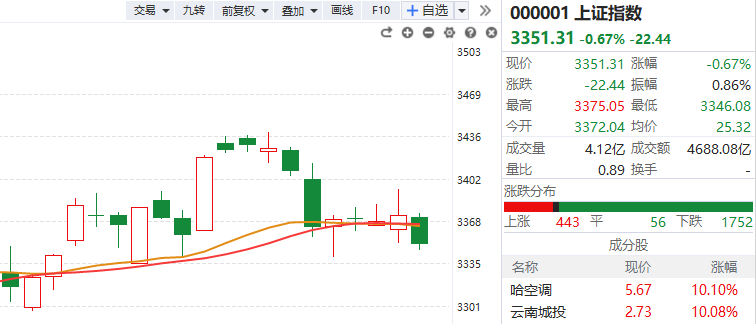 交易 九转 前复权 叠加 画线 F10 +自选
3503
3469
3436
3402
3368
3335
3301
000001 上证指数
3351.31 -0.67% -22.44
现价 3351.31 涨幅 -0.67%
涨跌 -22.44 振幅 0.86%
最高 3375.05 最低 3346.08
今开 3372.04 均价 25.32
成交量 4.12亿 成交额 4688.08亿
量比 0.89 换手 -
涨跌分布
上涨 443 平 56 下跌 1752
成分股
名称 现价 涨幅
哈空调 5.67 10.10%
云南城投 2.73 10.08%